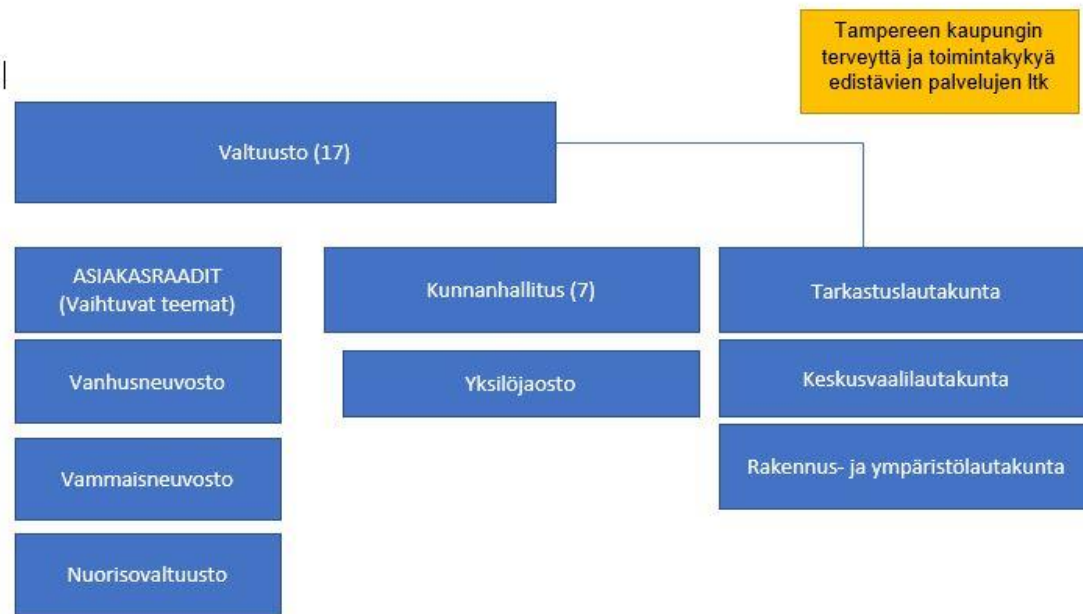 Tampereen kaupungin
terveyttä ja toimintakykyä
edistävien palvelujen ltk
Valtuusto (17)
ASIAKASRAADIT
(Vaihtuvat teemat)
Kunnanhallitus (7)
Tarkastuslautakunta
Vanhusneuvosto
Yksilöjaosto
Keskusvaalilautakunta
Vammaisneuvosto
Rakennus- ja ympäristölautakunta
Nuorisovaltuusto